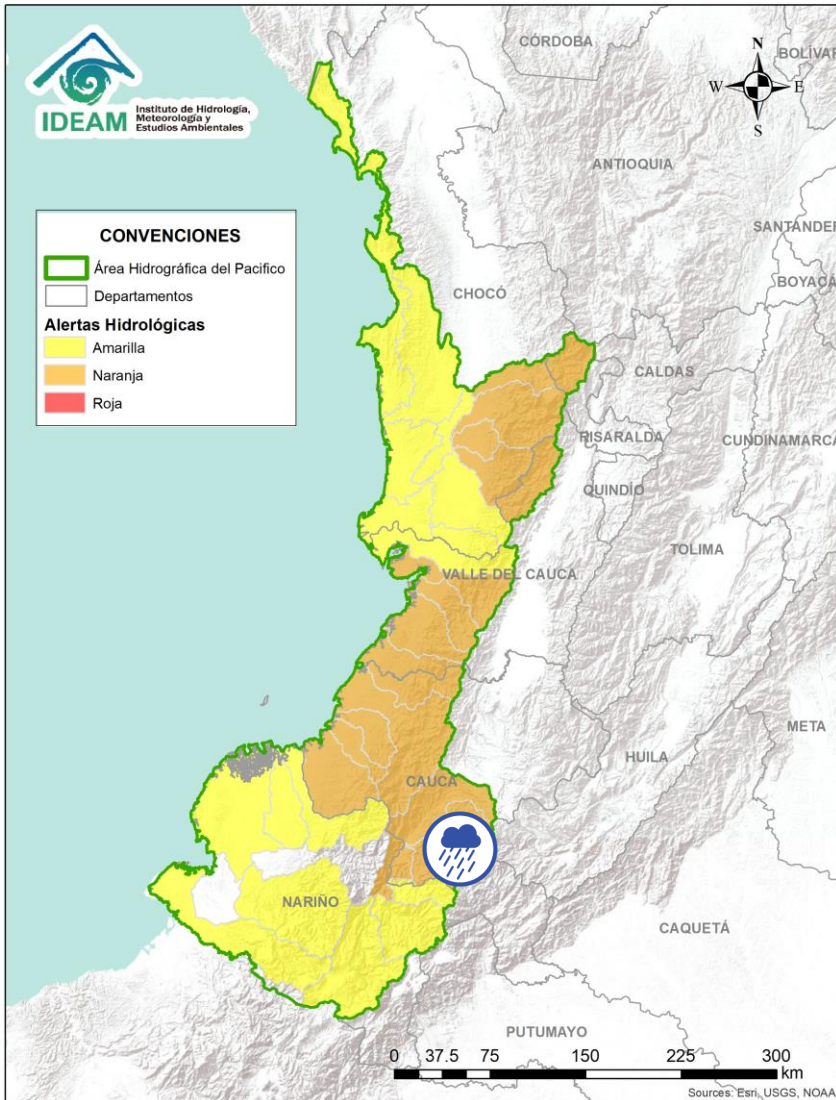 IDEAM
Instituto de Hidrología,
Meteorología y
Estudios Ambientales
CÓRDOBA
BOLÍVAR
N
W
E
S
ANTIOQUIA
SANTANDER
BOYACÁ
CONVENCIONES
Área Hidrográfica del Pacifico
Departamentos
Alertas Hidrológicas
Amarilla
Naranja
Roja
CHOCÓ
CALDAS
RISARALDA
CUNDINAMARCA
QUINDÍO
TOLIMA
VALLE DEL CAUCA
META
HUILA
CAUCA
NARIÑO
CAQUETÁ
PUTUMAYO
0 37.5 75 150 225 300
km
Sources: Esri, USGS, NOAA